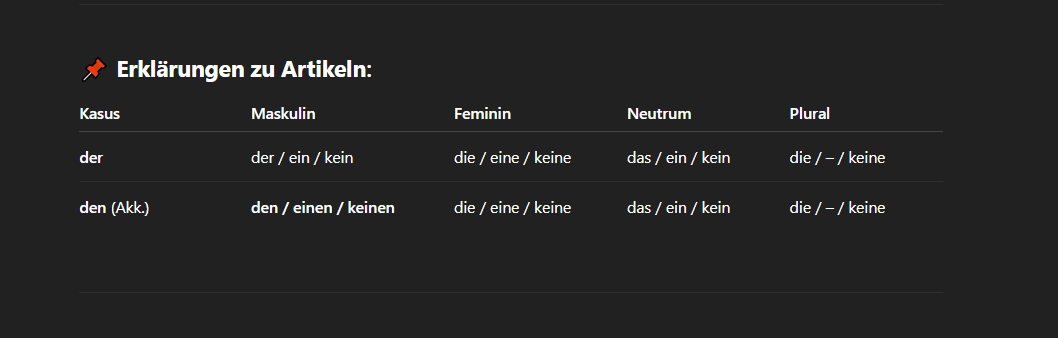 📌 Erklärungen zu Artikeln:
Kasus Maskulin Feminin Neutrum Plural
der der / ein / kein die / eine / keine das / ein / kein die / – / keine
den (Akk.) den / einen / keinen die / eine / keine das / ein / kein die / – / keine